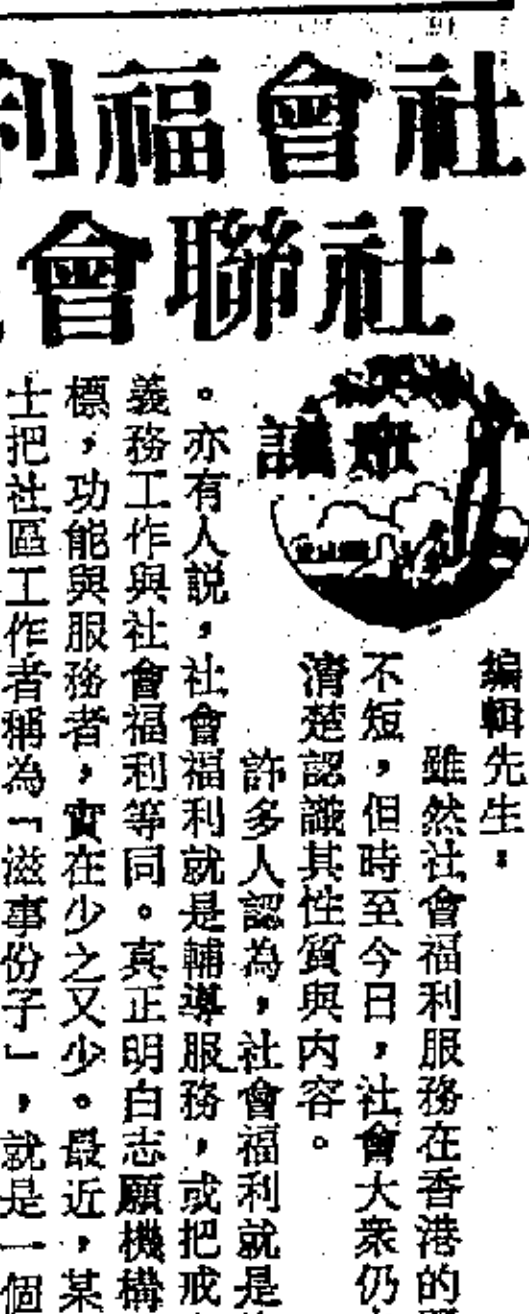 社會福利
社聯會
眾議
編輯先生：
雖然社會福利服務在香港的
不短，但時至今日，社會大衆仍
清楚認識其性質與内容。
許多人認為，社會福利就是
。亦有人説，社會福利就是輔導服務，或把戒
義務工作與社會福利等同。真正明白志願機構
標，功能與服務者，實在少之又少。最近，某
士把社區工作者稱為「滋事份子」，就是一個